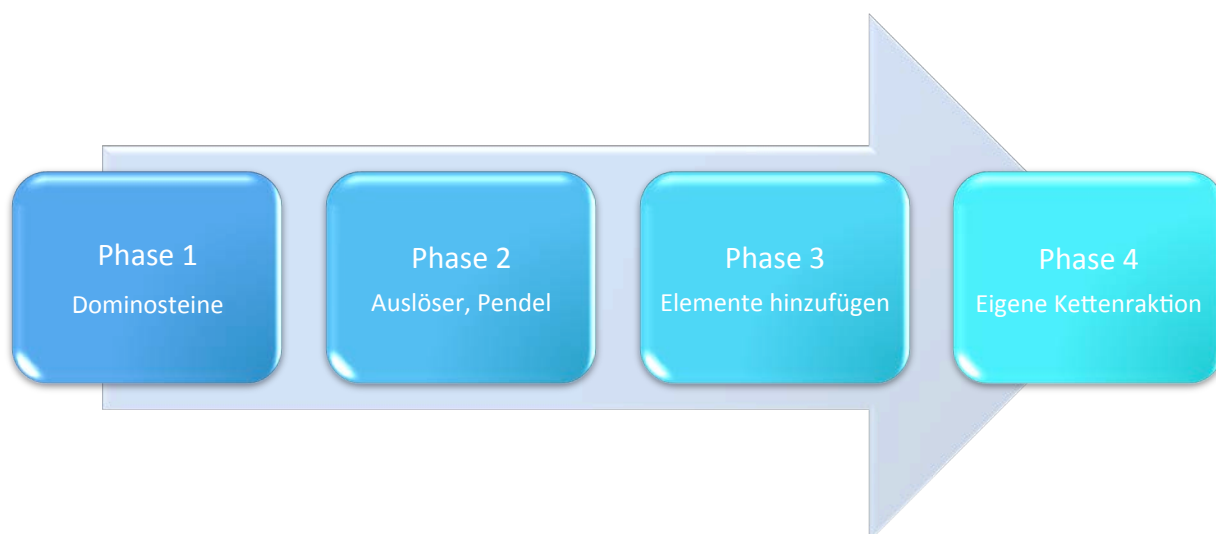 Phase 1
Dominosteine
Phase 2
Auslöser, Pendel
Phase 3
Elemente hinzufügen
Phase 4
Eigene Kettenraktion